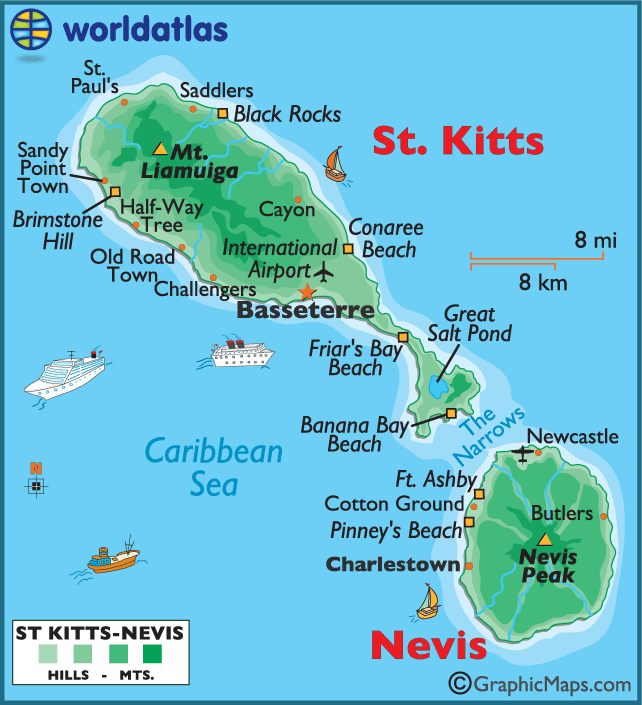 worldatlas
St.
Paul's
Saddlers
Black Rocks
St. Kitts
Mt.
Liamuiga
Sandy
Point
Town
Brimstone
Hill
Half-Way
Tree
Cayon
Conaree
Beach
International
Airport
Old Road
Town
Challengers
Basseterre
8 mi
8 km
Great
Salt Pond
Friar's Bay
Beach
Banana Bay
Beach
The
Narrows
Caribbean
Sea
N
Newcastle
Ft. Ashby
Cotton Ground
Pinney's Beach
Butlers
Charlestown
Nevis
Peak
Nevis
ST KITTS-NEVIS
HILLS - MTS.
©GraphicMaps.com